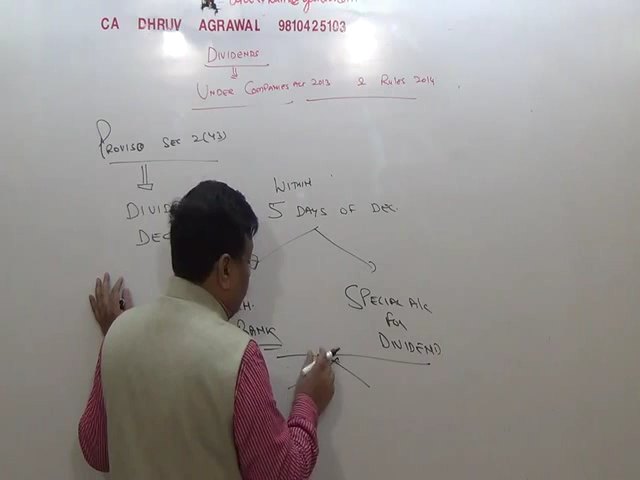 CA DHRUV AGRAWAL 9810425103
DIVIDENDS
UNDER COMPANIES ACT 2013 & RULES 2014
PROVISO SEC 2(43)
WITHIN
5 DAYS OF DEC.
SPECIAL A/C
FOR
DIVIDEND
BANK